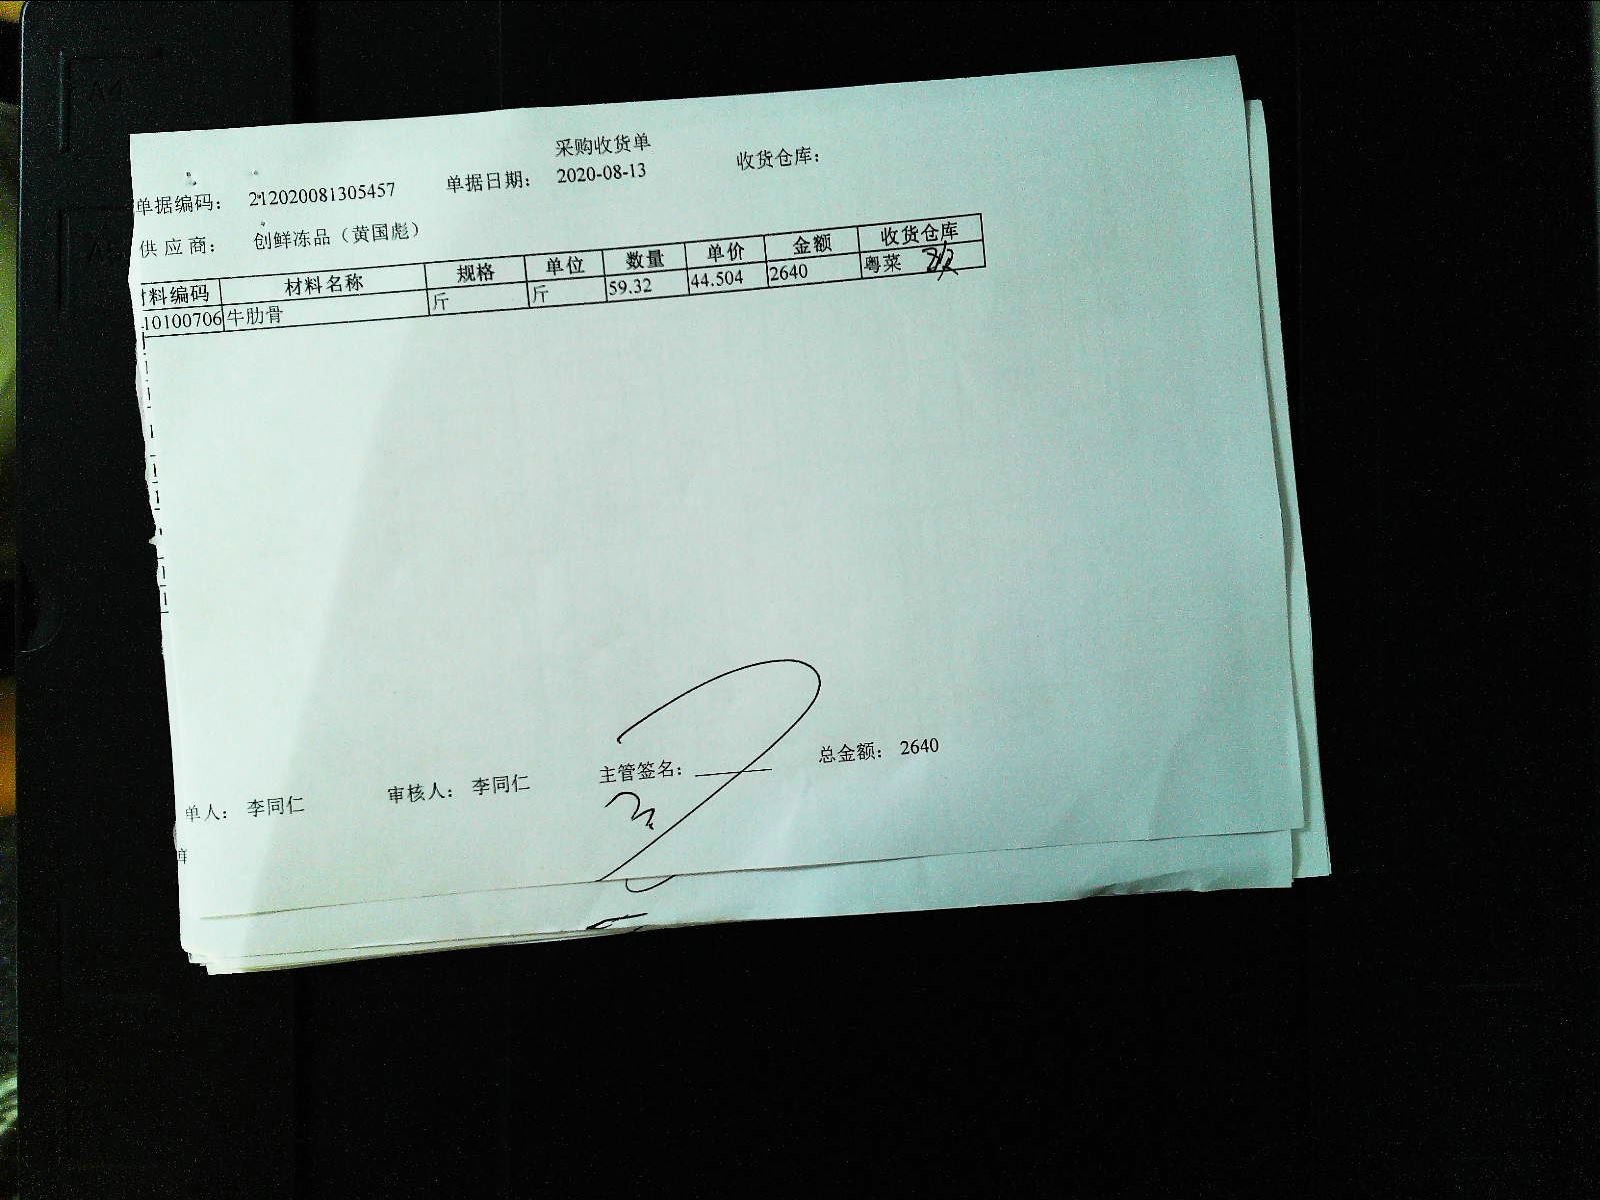 采购收货单
单据编码： 212020081305457 单据日期： 2020-08-13 收货仓库：
供应商： 创鲜冻品（黄国彪）
材料编码 材料名称 规格 单位 数量 单价 金额 收货仓库
10100706 牛肋骨 斤 斤 59.32 44.504 2640 粤菜
单人： 李同仁 审核人： 李同仁 主管签名： 总金额： 2640